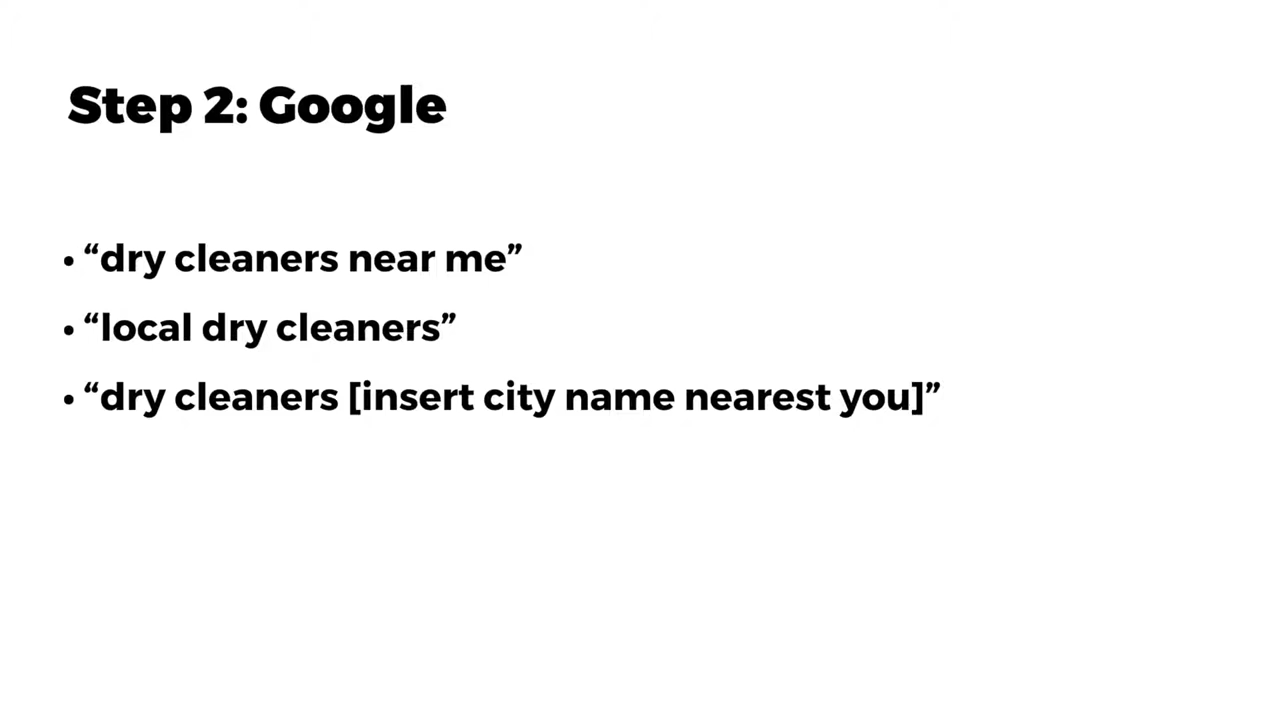 Step 2: Google
• “dry cleaners near me”
• “local dry cleaners”
• “dry cleaners [insert city name nearest you]”